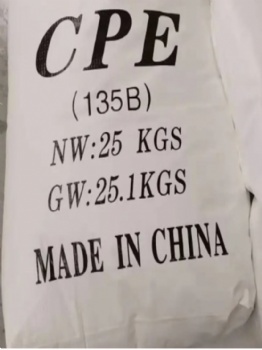 CPE
(135B)
NW:25 KGS
GW:25.1KGS
MADE IN CHINA